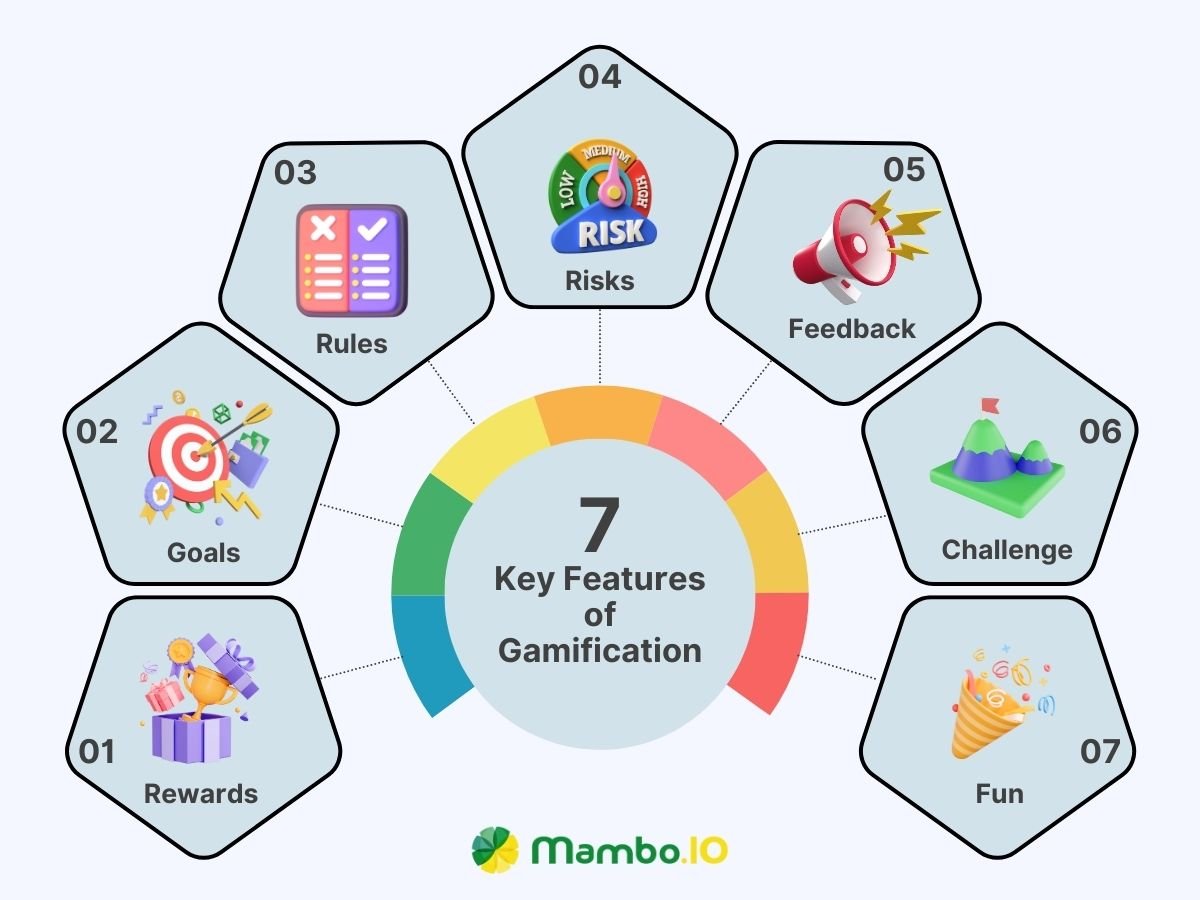 04
LOW
MEDIUM
HIGH
RISK
Risks
03
Rules
05
Feedback
02
Goals
06
Challenge
7
Key Features
of
Gamification
01
Rewards
07
Fun
Mambo.IO